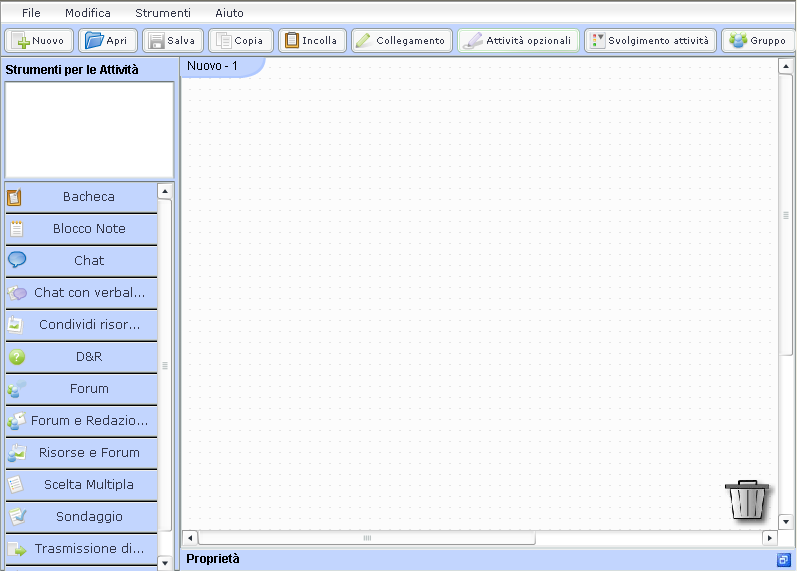 File Modifica Strumenti Aiuto
Nuovo Apri Salva Copia Incolla Collegamento Attività opzionali Svolgimento attività Gruppo
Strumenti per le Attività
Nuovo - 1
Bacheca
Blocco Note
Chat
Chat con verbal...
Condividi risor...
D&R
Forum
Forum e Redazio...
Risorse e Forum
Scelta Multipla
Sondaggio
Trasmissione di...
Proprietà